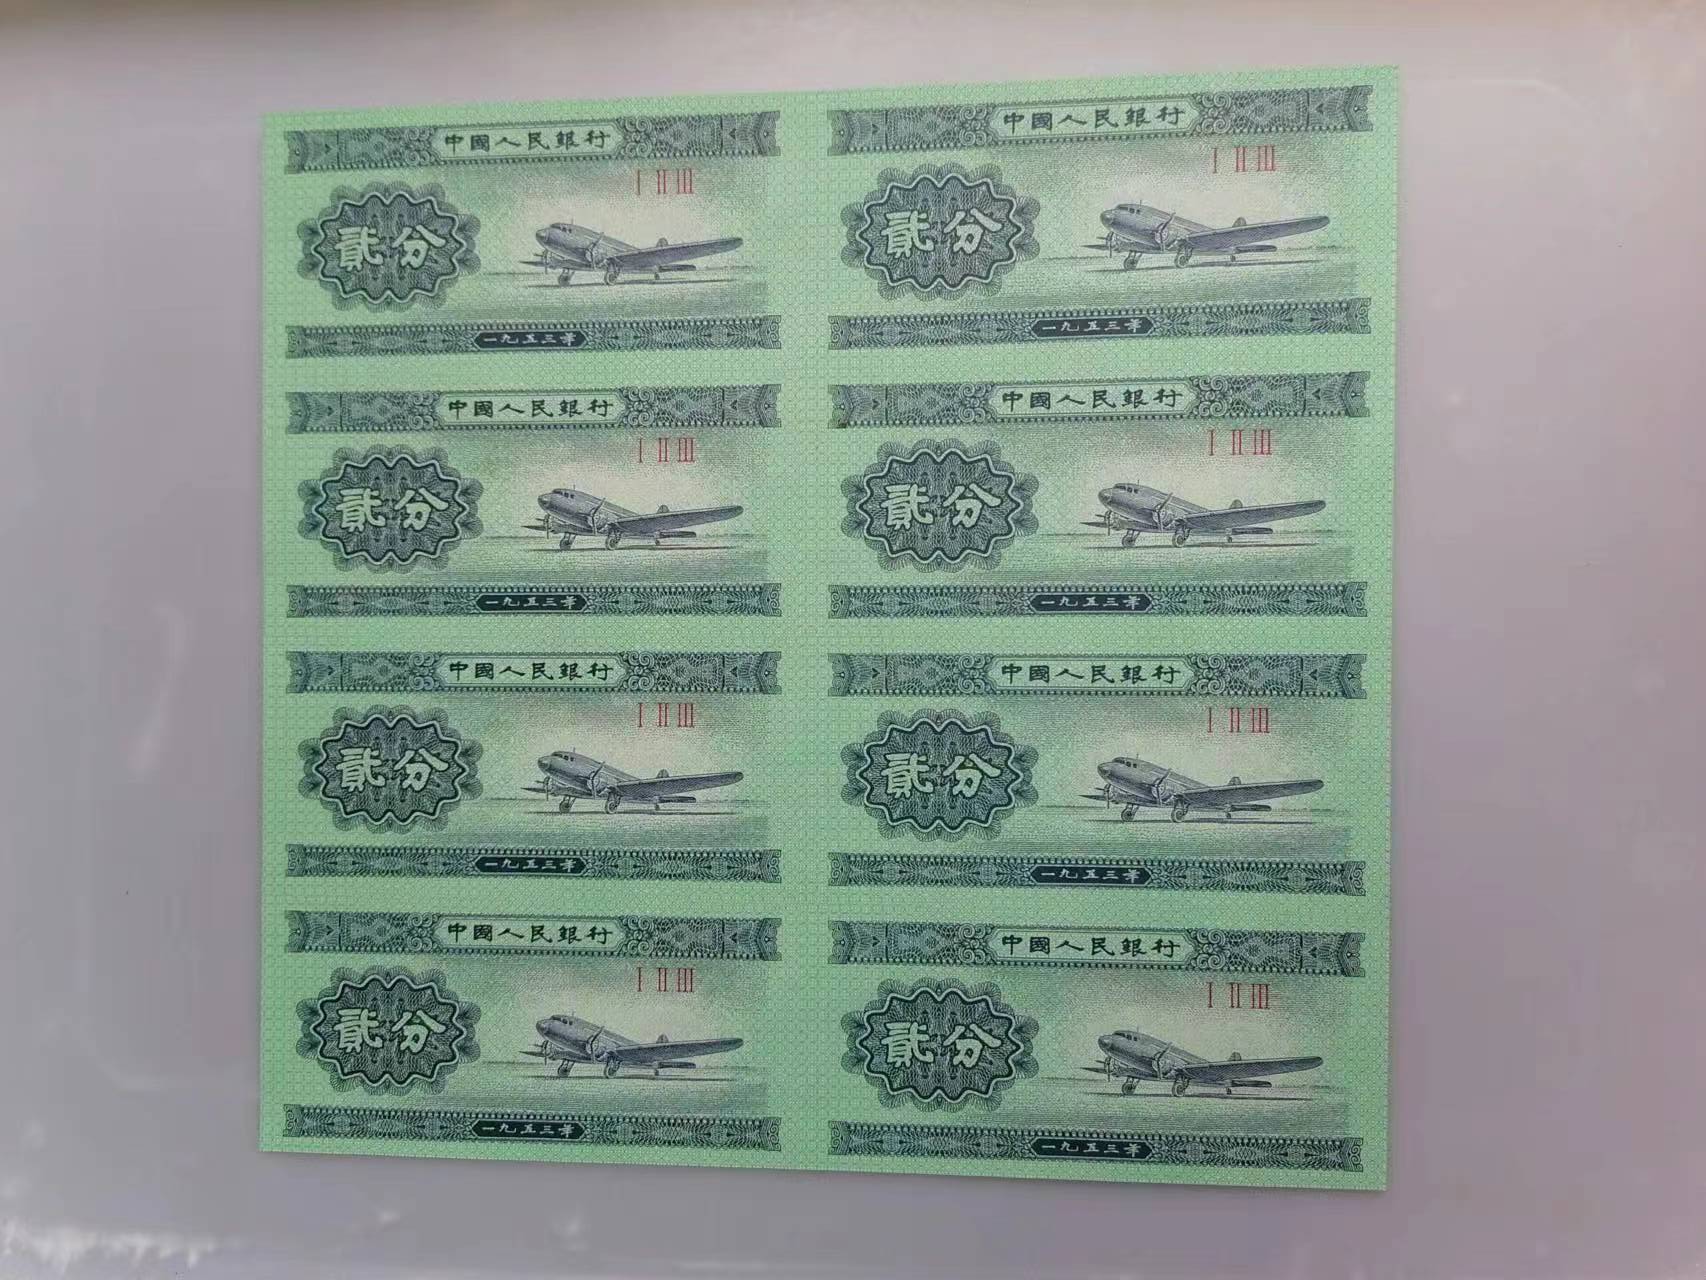 中國人民銀行
I II III
貳分
一九五三年
中國人民銀行
I II III
貳分
一九五三年
中國人民銀行
I II III
貳分
一九五三年
中國人民銀行
I II III
貳分
一九五三年
中國人民銀行
I II III
貳分
一九五三年
中國人民銀行
I II III
貳分
一九五三年
中國人民銀行
I II III
貳分
一九五三年
中國人民銀行
I II III
貳分
一九五三年